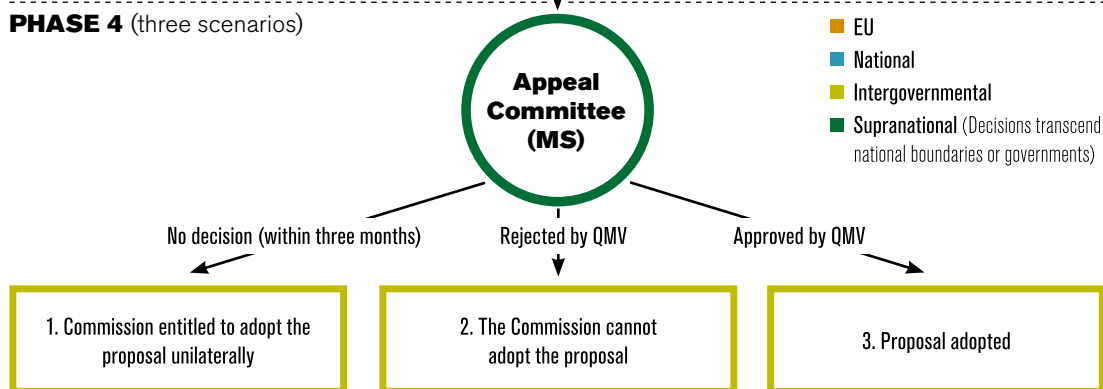 PHASE 4 (three scenarios)
EU
National
Intergovernmental
Supranational (Decisions transcend
national boundaries or governments)
Appeal
Committee
(MS)
No decision (within three months)
Rejected by QMV
Approved by QMV
1. Commission entitled to adopt the
proposal unilaterally
2. The Commission cannot
adopt the proposal
3. Proposal adopted